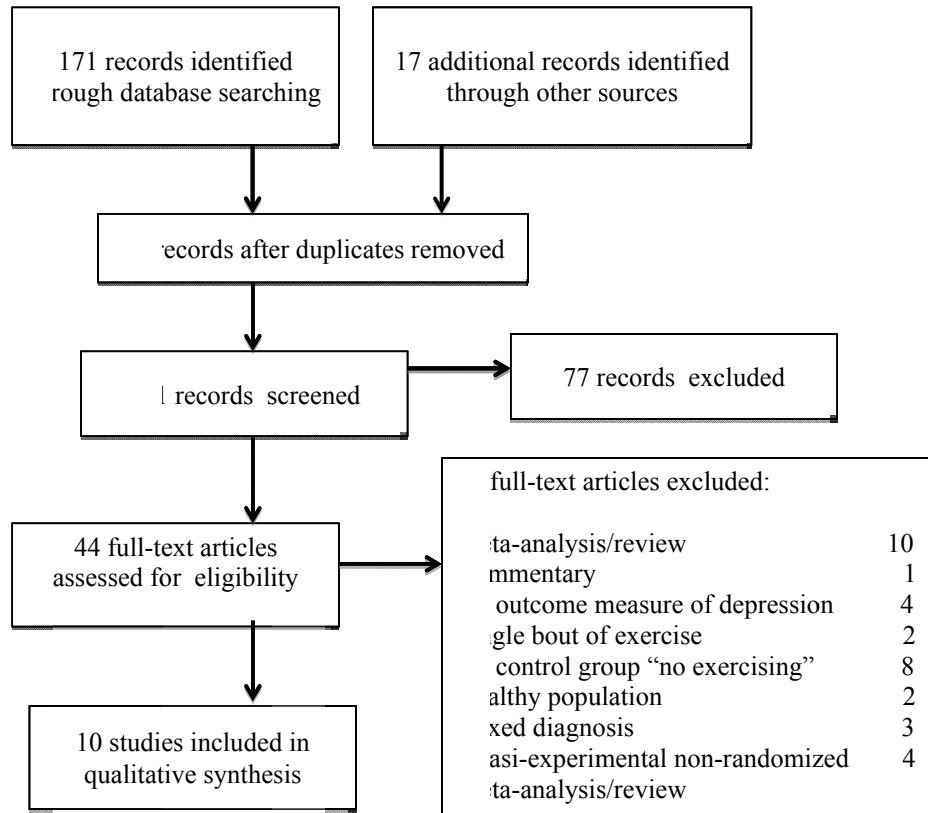 171 records identified
rough database searching
17 additional records identified
through other sources
records after duplicates removed
records screened
77 records excluded
44 full-text articles
assessed for eligibility
full-text articles excluded:
eta-analysis/review 10
mmentary 1
outcome measure of depression 4
gle bout of exercise 2
control group “no exercising” 8
althy population 2
xed diagnosis 3
asi-experimental non-randomized 4
eta-analysis/review
10 studies included in
qualitative synthesis